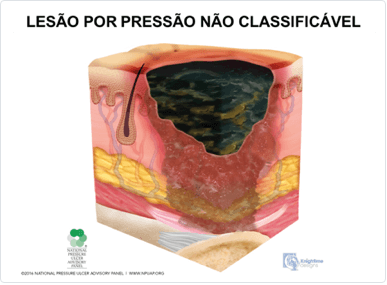 LESÃO POR PRESSÃO NÃO CLASSIFICÁVEL
NATIONAL
PRESSURE
ULCER
ADVISORY
PANEL
©2016 NATIONAL PRESSURE ULCER ADVISORY PANEL | WWW.NPUAP.ORG